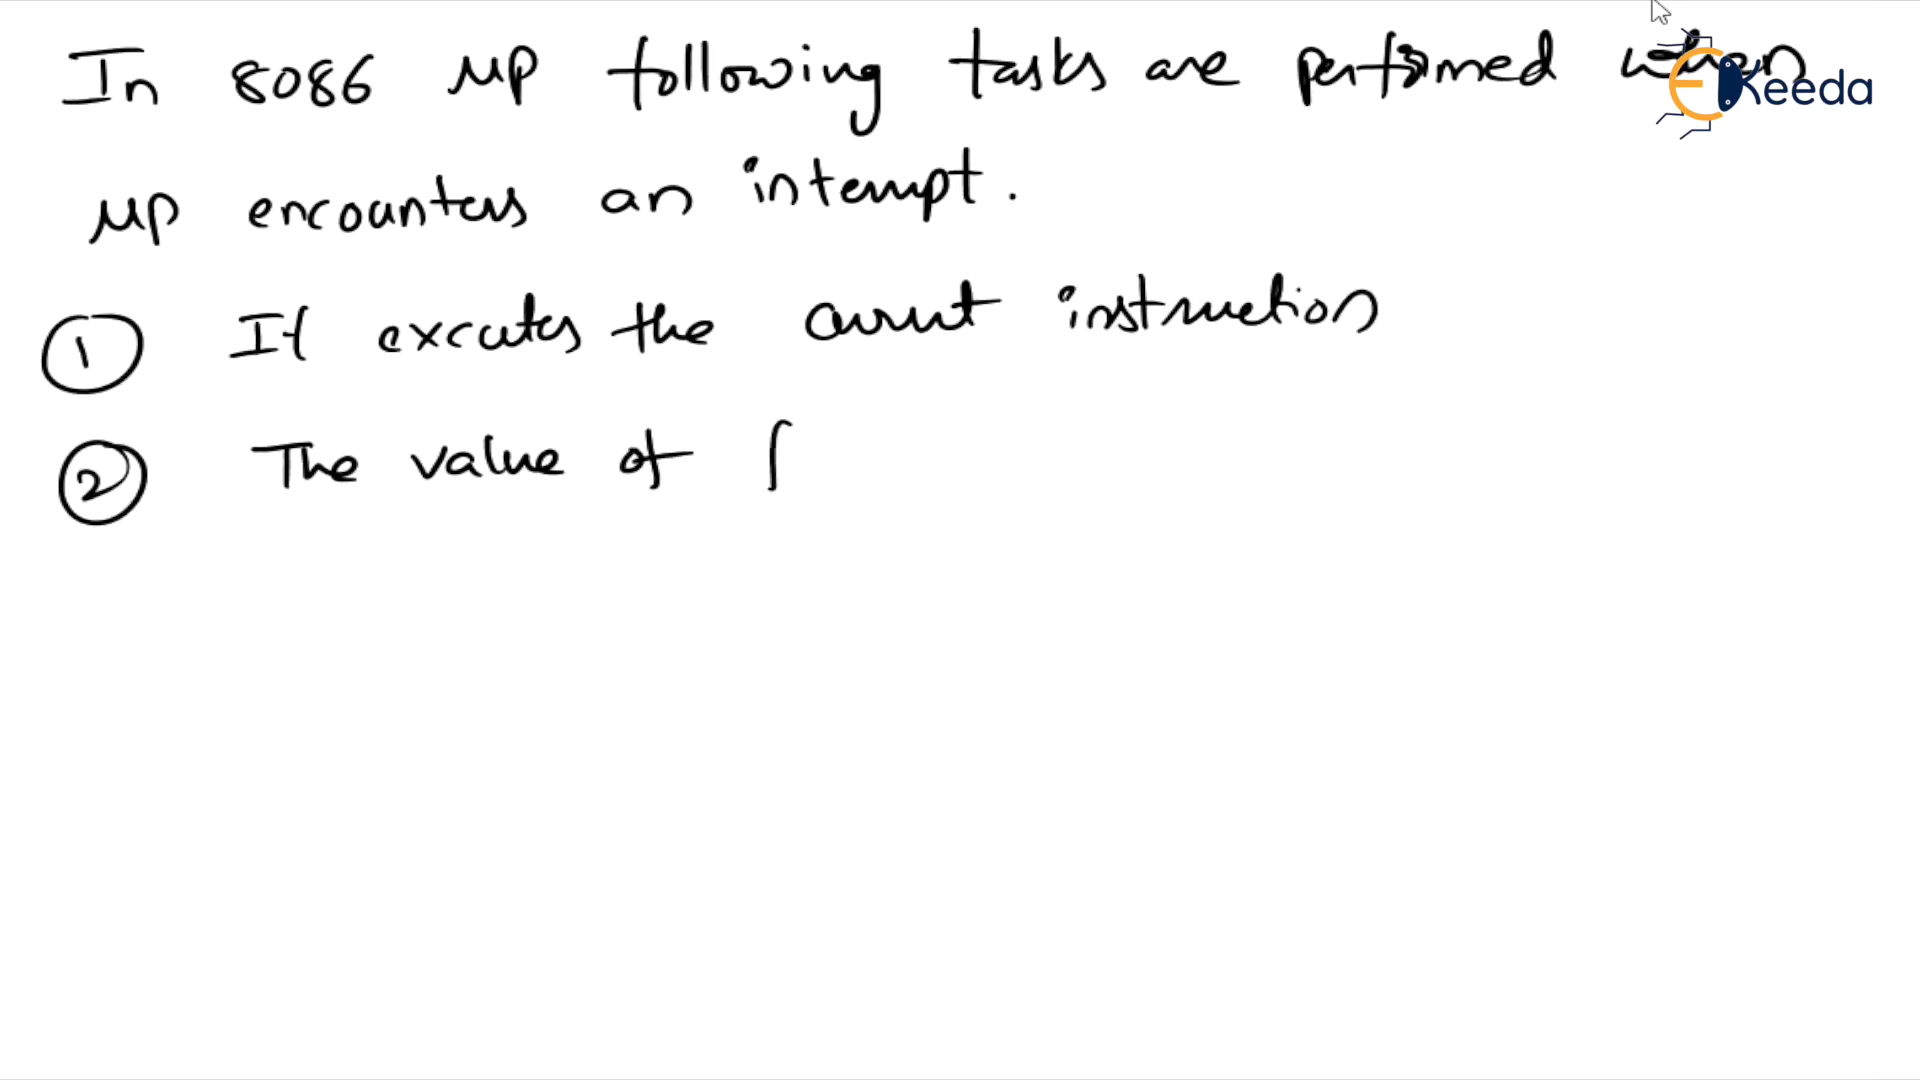 In 8086 μp following tasks are performed when
EKeeda
μp encounters an interrupt.
1 It excutes the current instruction
2 The value of f